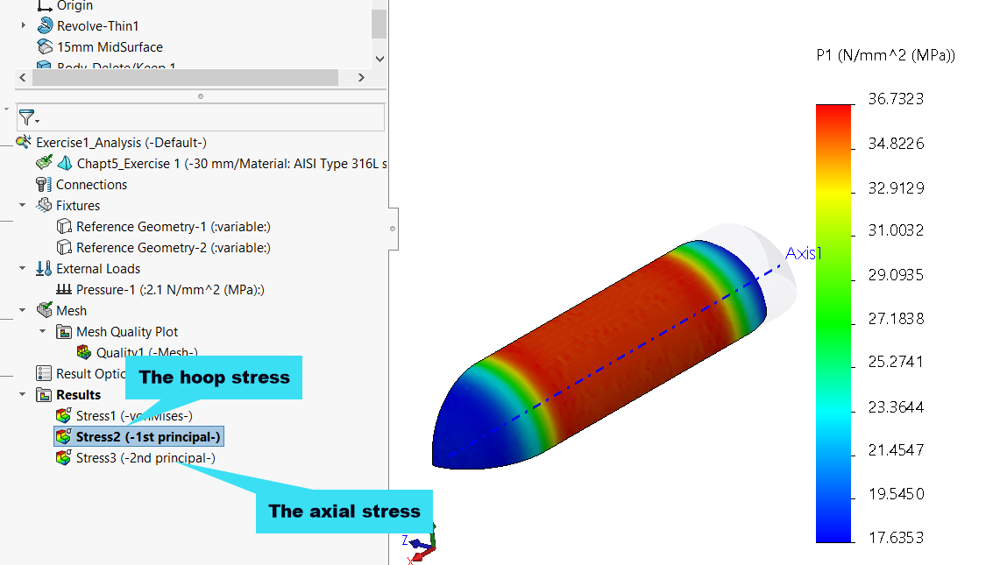 Origin
Revolve-Thin1
15mm MidSurface
Body-Delete/Keep 1
Exercise1_Analysis (-Default-)
Chapt5_Exercise 1 (-30 mm/Material: AISI Type 316L s
Connections
Fixtures
Reference Geometry-1 (:variable:)
Reference Geometry-2 (:variable:)
External Loads
Pressure-1 (:2.1 N/mm^2 (MPa):)
Mesh
Mesh Quality Plot
Quality1 (-Mesh-)
Result Optio
The hoop stress
Results
Stress1 (-vonMises-)
Stress2 (-1st principal-)
Stress3 (-2nd principal-)
The axial stress
Z
X
Axis1
P1 (N/mm^2 (MPa))
36.7323
34.8226
32.9129
31.0032
29.0935
27.1838
25.2741
23.3644
21.4547
19.5450
17.6353